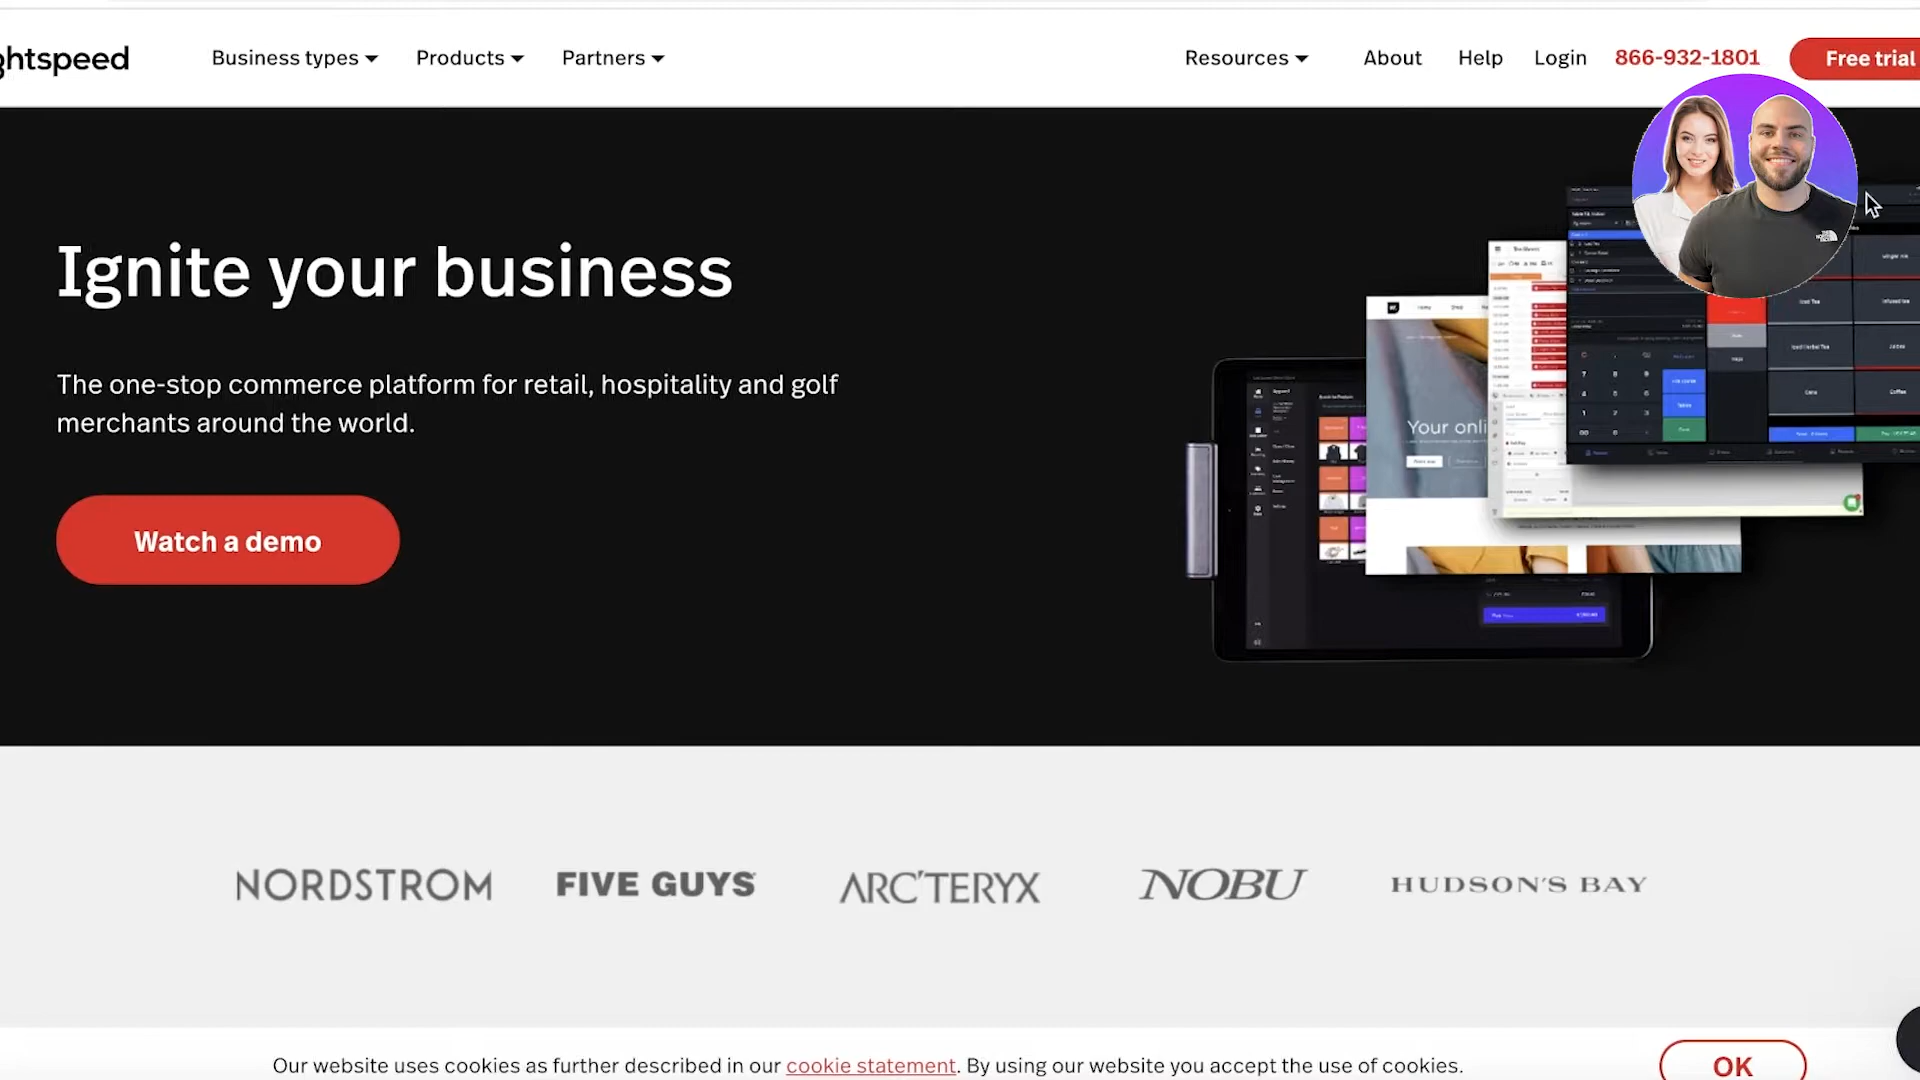 ghtspeed
Business types
Products
Partners
Resources
About
Help
Login
866-932-1801
Free trial
Ignite your business
The one-stop commerce platform for retail, hospitality and golf
merchants around the world.
Watch a demo
Your onli
NORDSTROM
FIVE GUYS
ARC'TERYX
NOBU
HUDSON'S BAY
Our website uses cookies as further described in our cookie statement. By using our website you accept the use of cookies.
OK